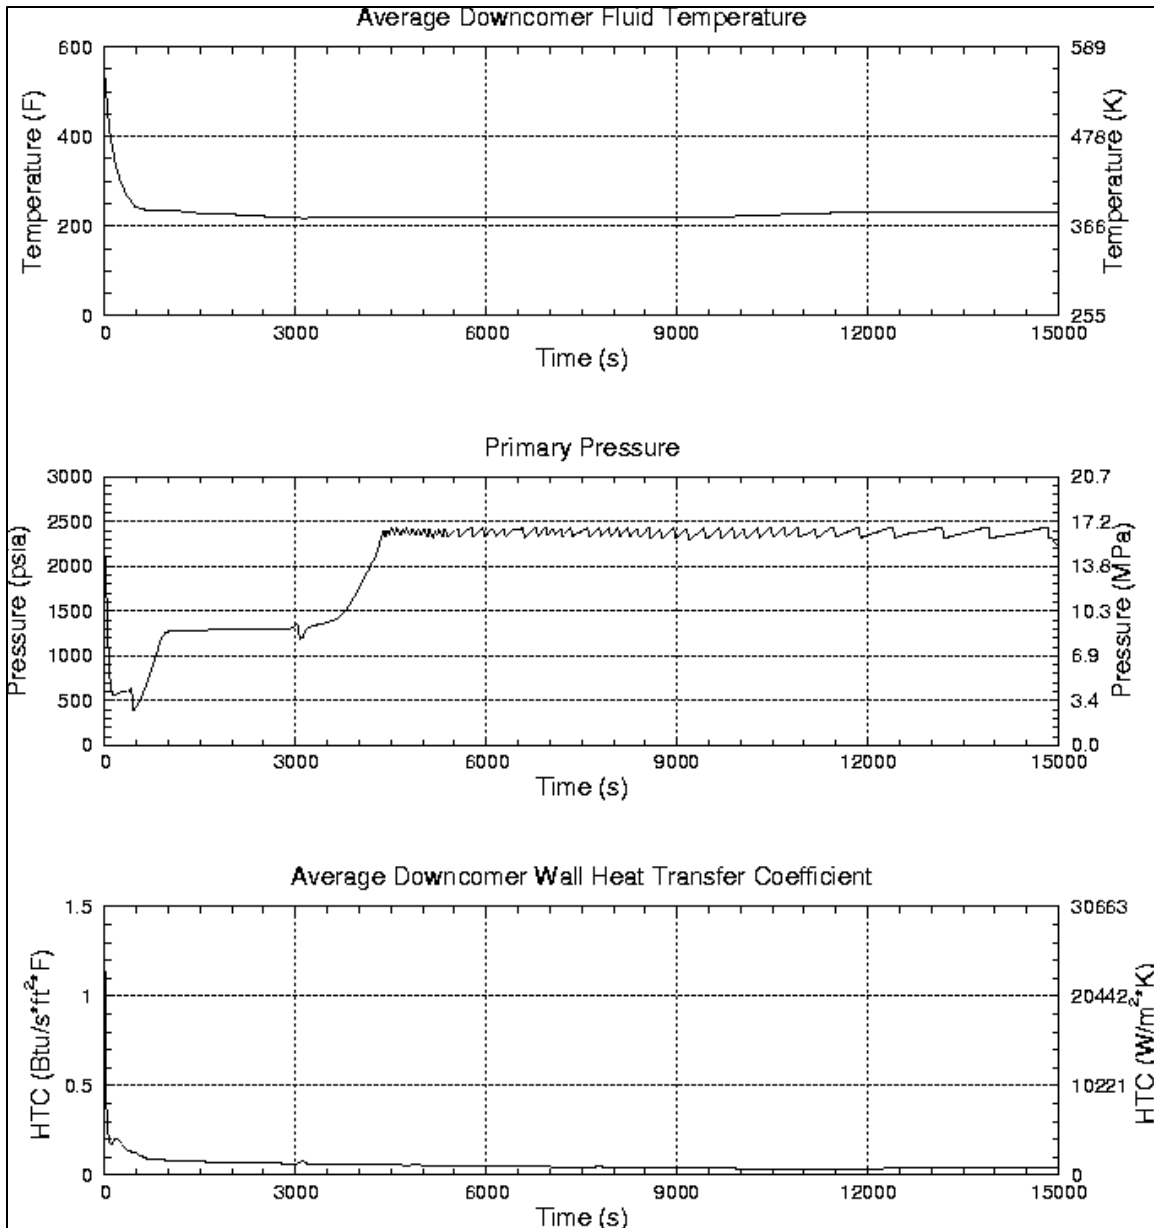 Average Downcomer Fluid Temperature
Temperature (F)
600
400
200
0
589
478
366
255
Temperature (K)
0 3000 6000 9000 12000 15000
Time (s)
Primary Pressure
Pressure (psia)
3000
2500
2000
1500
1000
500
0
20.7
17.2
13.8
10.3
6.9
3.4
0.0
Pressure (MPa)
0 3000 6000 9000 12000 15000
Time (s)
Average Downcomer Wall Heat Transfer Coefficient
HTC (Btu/s*ft²*F)
1.5
1
0.5
0
30663
20442
10221
0
HTC (W/m²*K)
0 3000 6000 9000 12000 15000
Time (s)